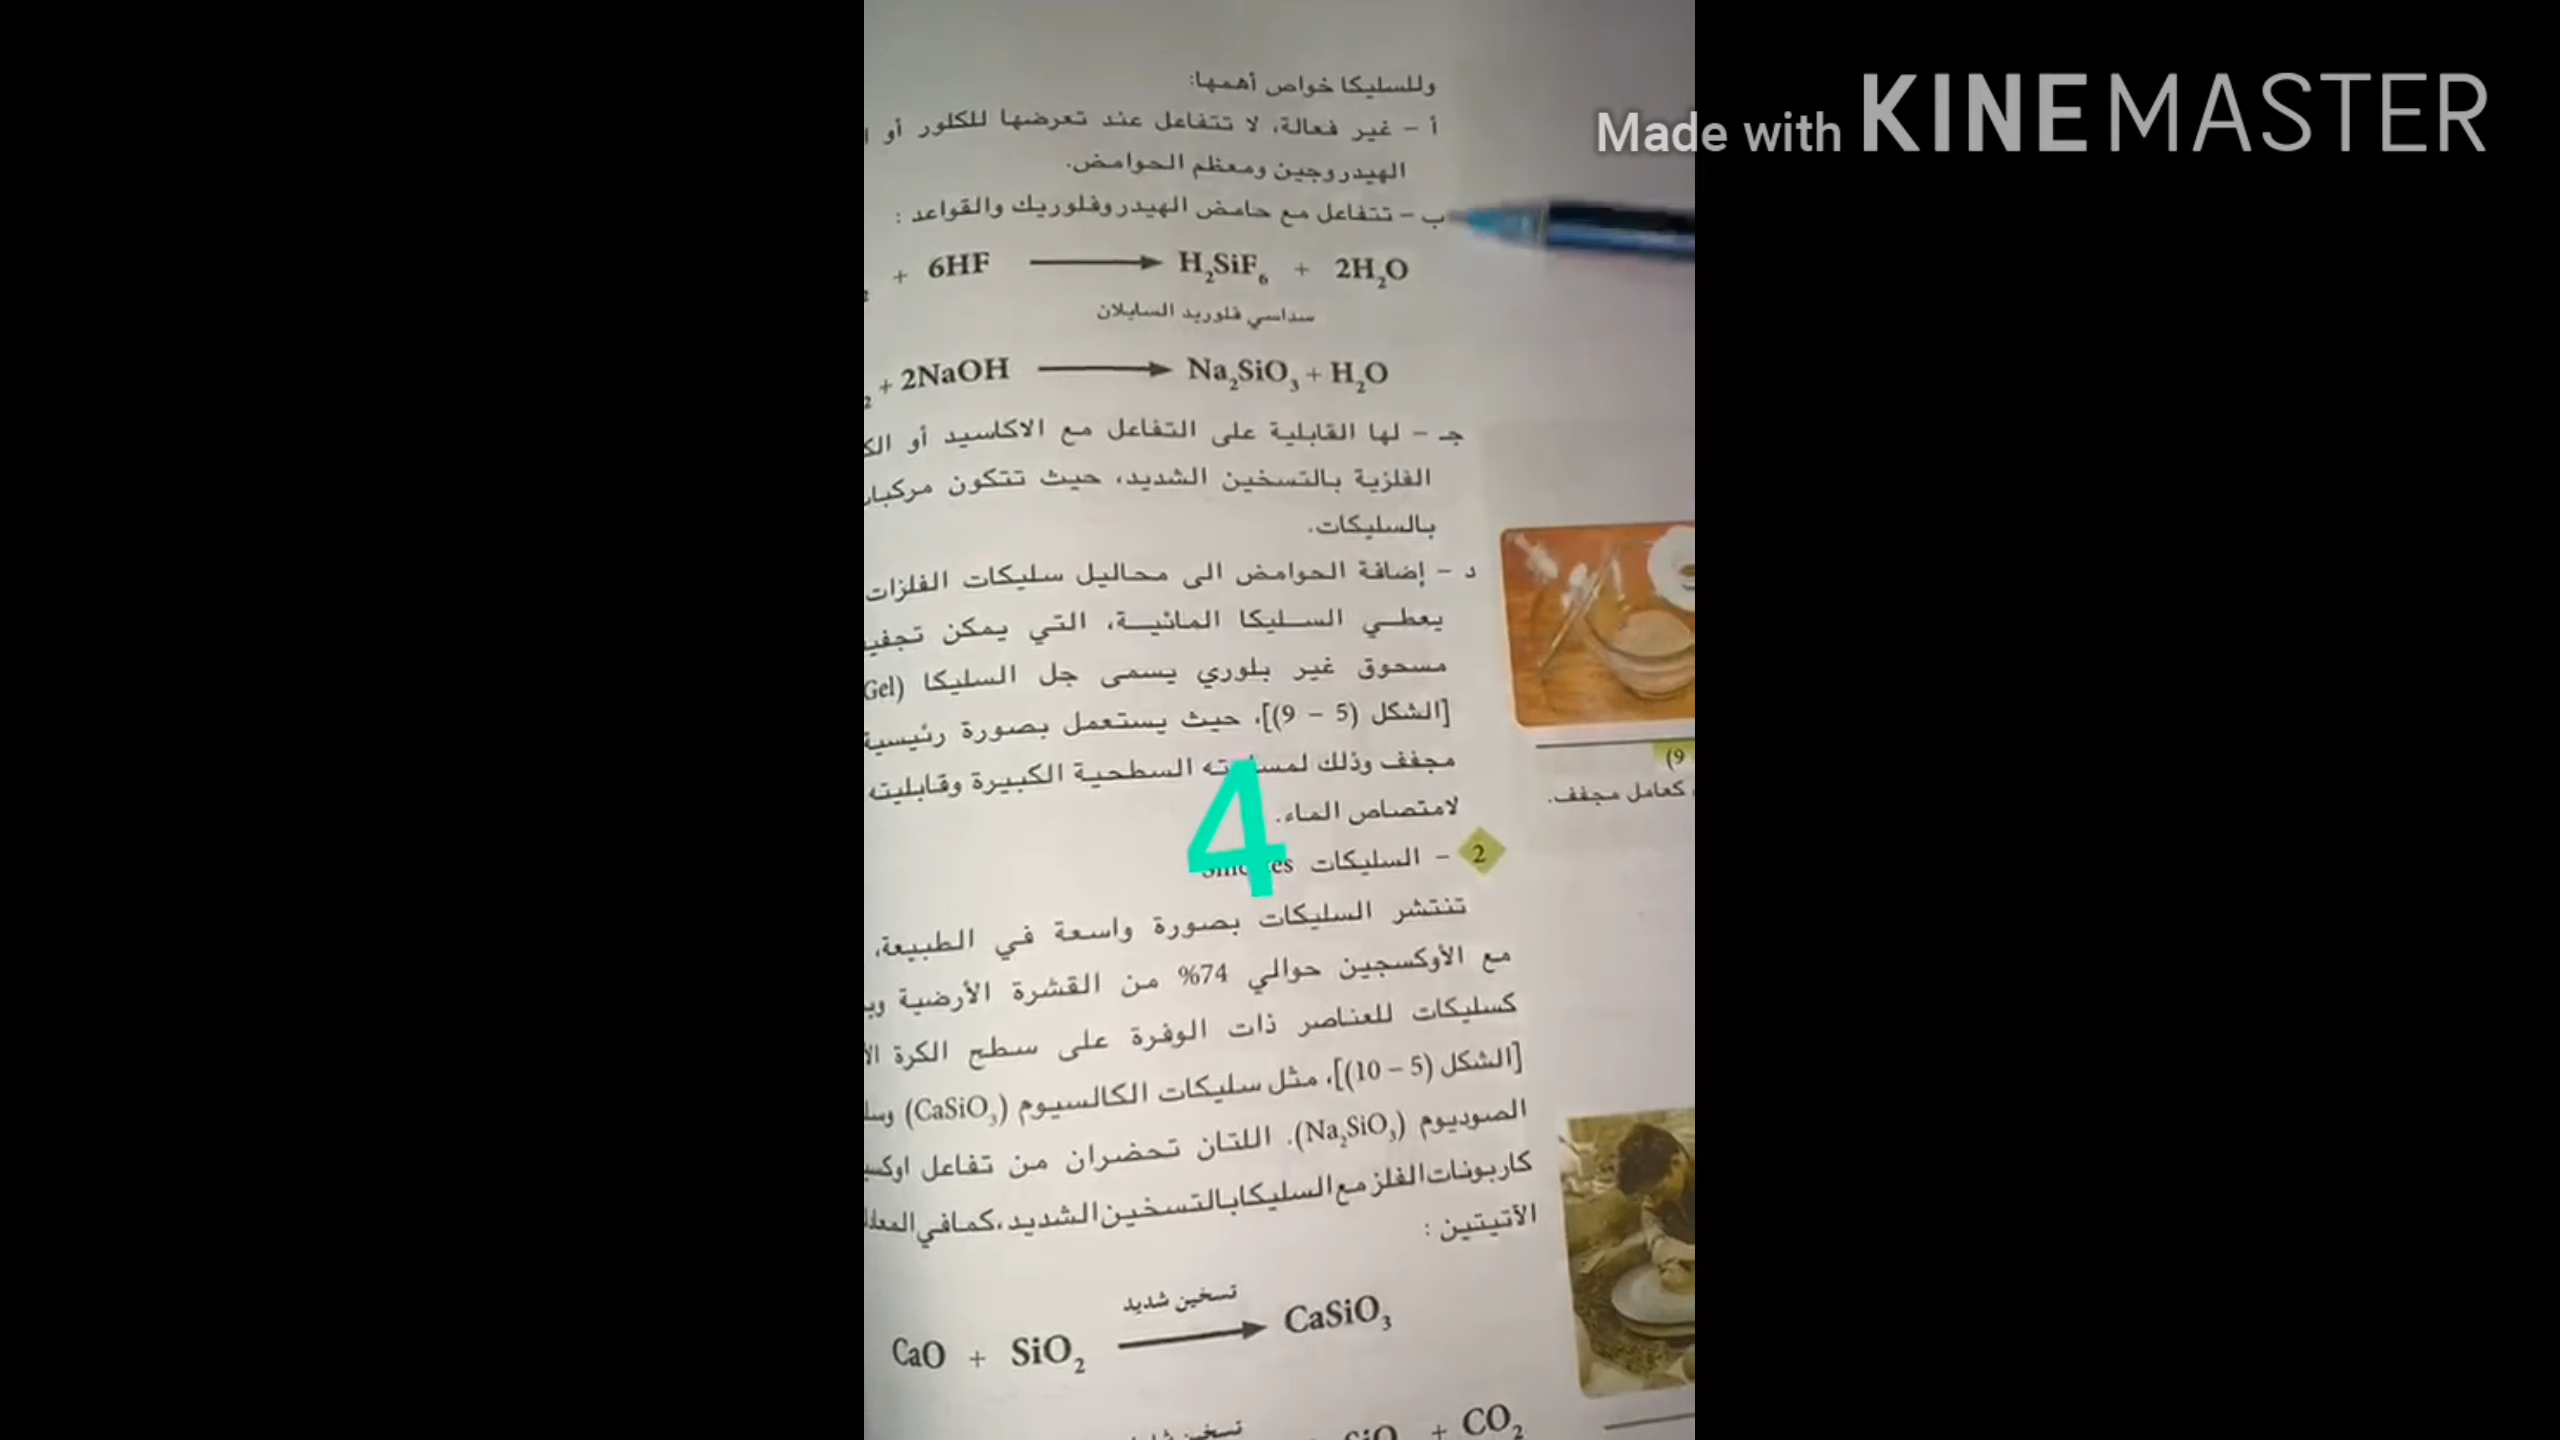 Made with KINEMASTER
وللسليكا خواص أهمها:
أ – غير فعالة، لا تتفاعل عند تعرضها للكلور أو
الهيدروجين ومعظم الحوامض.
ب – تتفاعل مع حامض الهيدروفلوريك والقواعد :
+ 6HF ⟶ H₂SiF₆ + 2H₂O
سداسي فلوريد السايلان
₂ + 2NaOH ⟶ Na₂SiO₃ + H₂O
جـ – لها القابلية على التفاعل مع الاكاسيد أو
الفلزية بالتسخين الشديد، حيث تتكون
بالسليكات.
د – إضافة الحوامض الى محاليل سليكات الفلزات
يعطي السليكا المائية، التي يمكن
مسحوق غير بلوري يسمى جل السليكا (Gel
[الشكل (5 – 9)]، حيث يستعمل بصورة رئيسية
مجفف وذلك السطحية الكبيرة وقابليته
لامتصاص الماء.
4
9)
كعامل مجفف.
2 – السليكات
تنتشر السليكات بصورة واسعة في الطبيعة،
مع الأوكسجين حوالي 74% من القشرة الأرضية
كسليكات للعناصر ذات الوفرة على سطح الكرة
[الشكل (5 – 10)]، مثل سليكات الكالسيوم (CaSiO₃)
الصوديوم (Na₂SiO₃). اللتان تحضران من تفاعل
كاربونات الفلز مع السليكا بالتسخين الشديد، كما في
الآتيتين :
تسخين شديد
CaO + SiO₂ ⟶ CaSiO₃
تسخين
+ CO₂